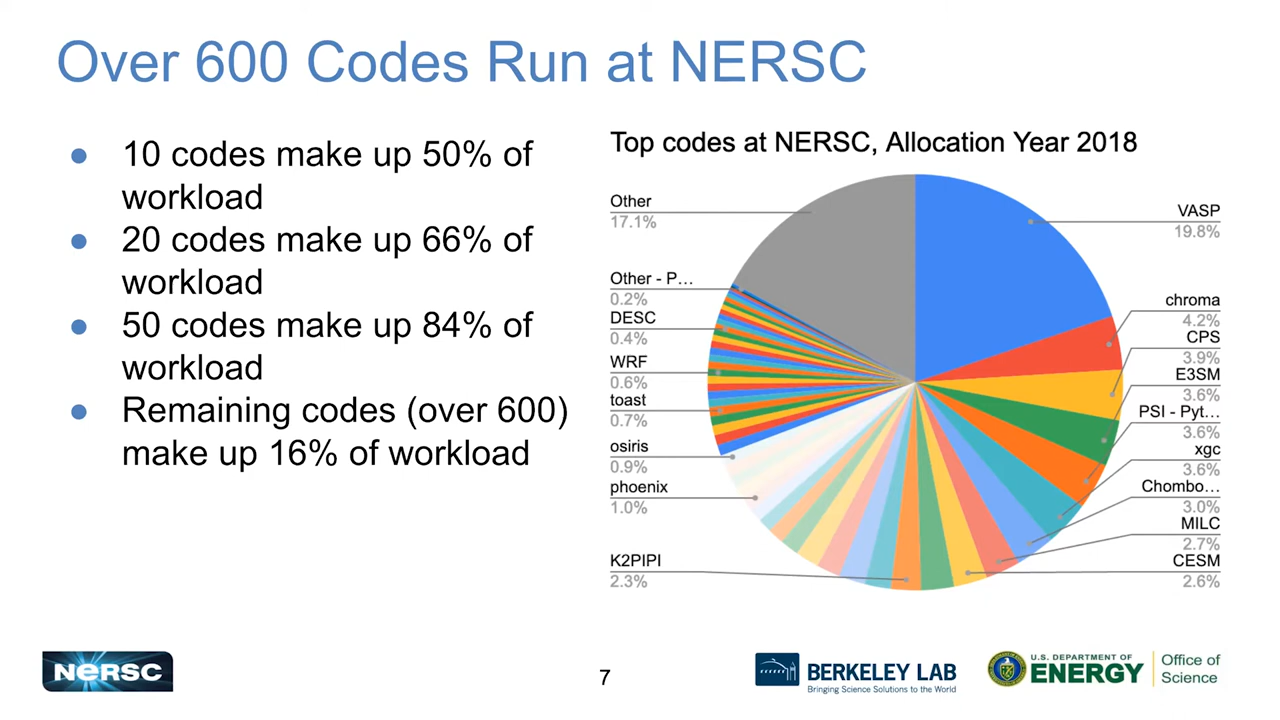 Over 600 Codes Run at NERSC
● 10 codes make up 50% of
workload
● 20 codes make up 66% of
workload
● 50 codes make up 84% of
workload
● Remaining codes (over 600)
make up 16% of workload
Top codes at NERSC, Allocation Year 2018
Other
17.1%
Other - P…
0.2%
DESC
0.4%
WRF
0.6%
toast
0.7%
osiris
0.9%
phoenix
1.0%
K2PIPI
2.3%
VASP
19.8%
chroma
4.2%
CPS
3.9%
E3SM
3.6%
PSI - Pyt…
3.6%
xgc
3.6%
Chombo…
3.0%
MILC
2.7%
CESM
2.6%
NERSC
7
BERKELEY LAB
Bringing Science Solutions to the World
U.S. DEPARTMENT OF
ENERGY
Office of
Science